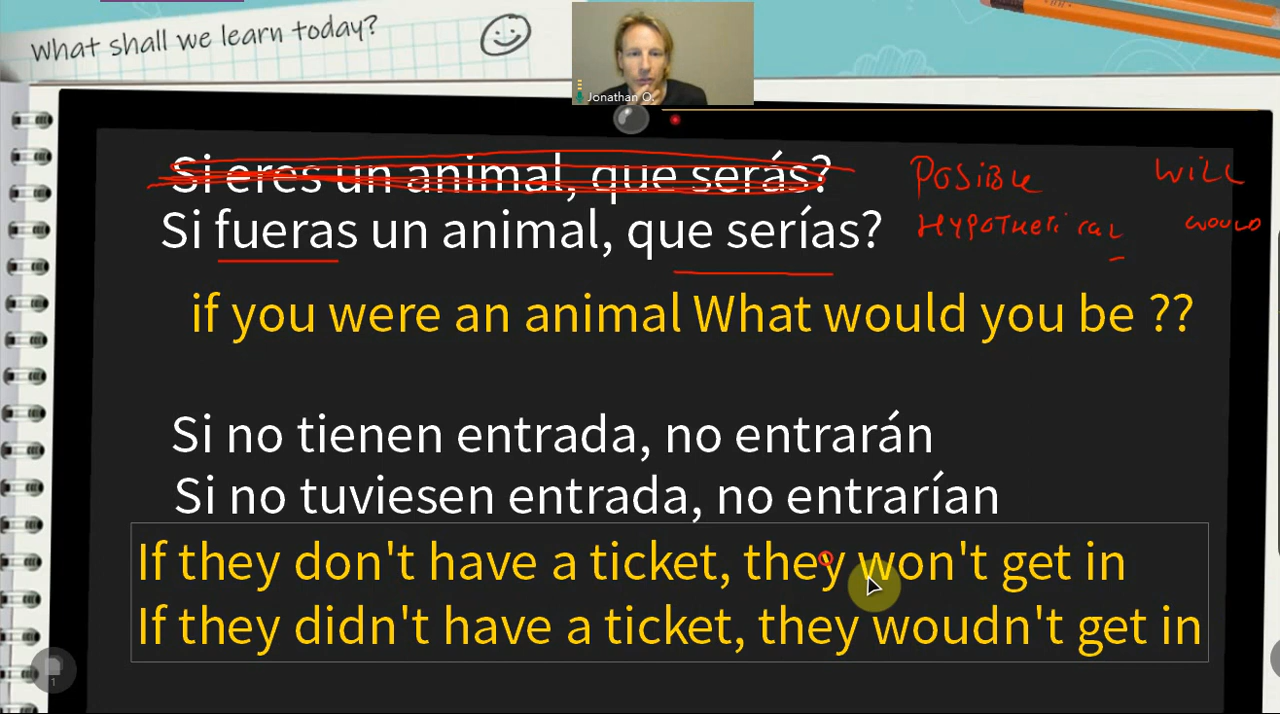 What shall we learn today?
Jonathan O.
Si eres un animal, que serás?
Posible will
Si fueras un animal, que serías?
Hypothetical would
if you were an animal What would you be ??
Si no tienen entrada, no entrarán
Si no tuviesen entrada, no entrarían
If they don't have a ticket, they won't get in
If they didn't have a ticket, they woudn't get in
1